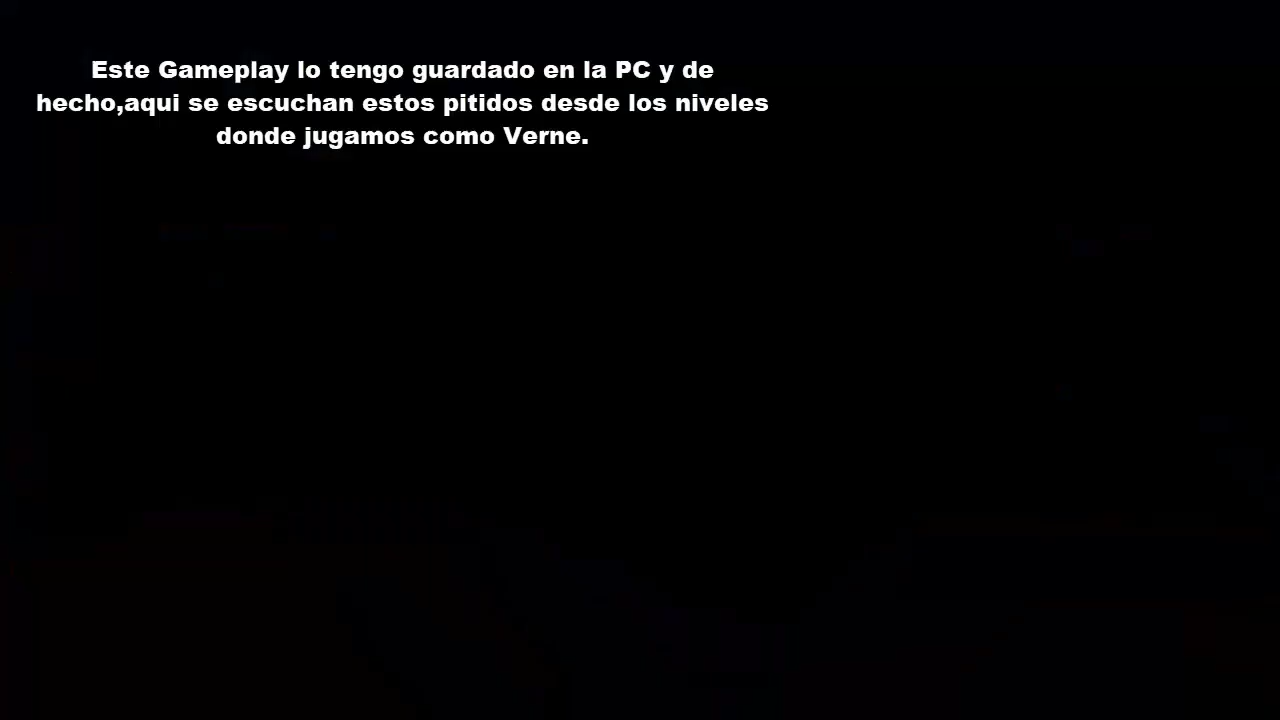 Este Gameplay lo tengo guardado en la PC y de
hecho,aqui se escuchan estos pitidos desde los niveles
donde jugamos como Verne.